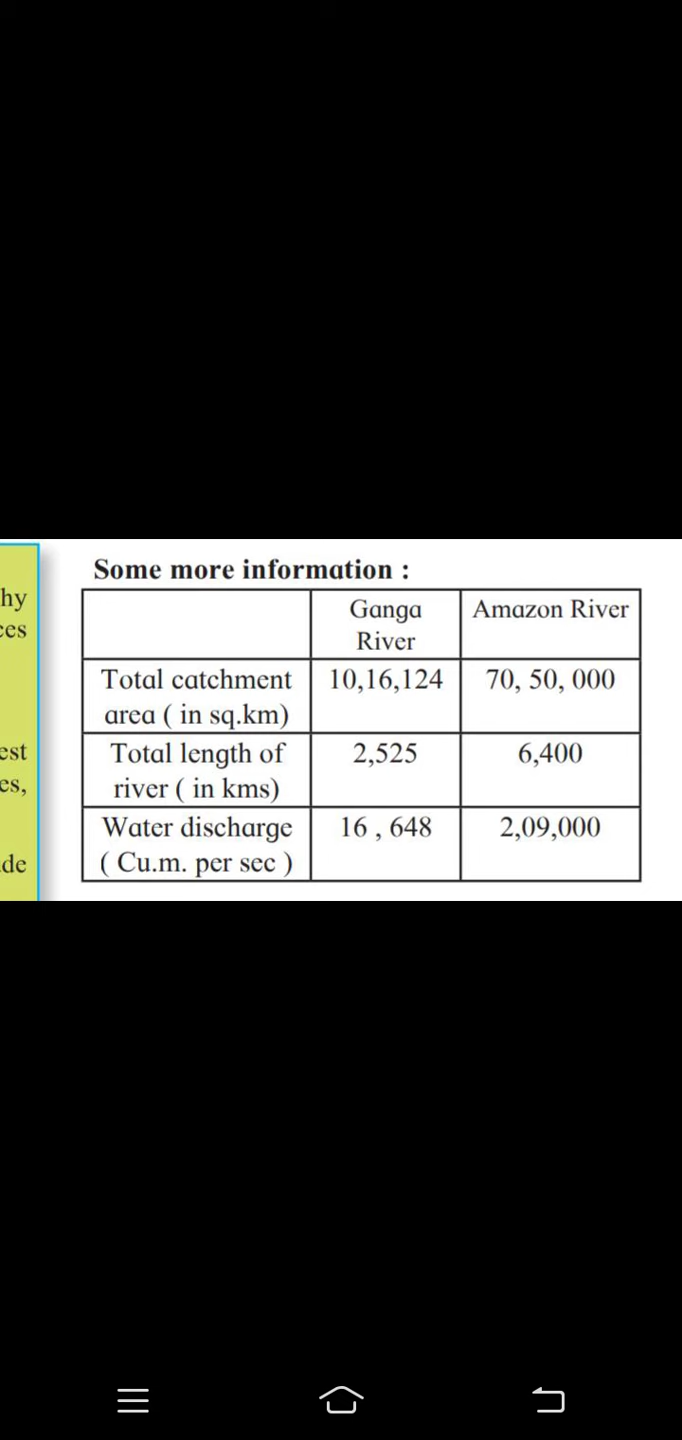 hy
ces
est
es,
de
Some more information :
Ganga
River
Amazon River
Total catchment
area ( in sq.km)
10,16,124
70, 50, 000
Total length of
river ( in kms)
2,525
6,400
Water discharge
( Cu.m. per sec )
16 , 648
2,09,000